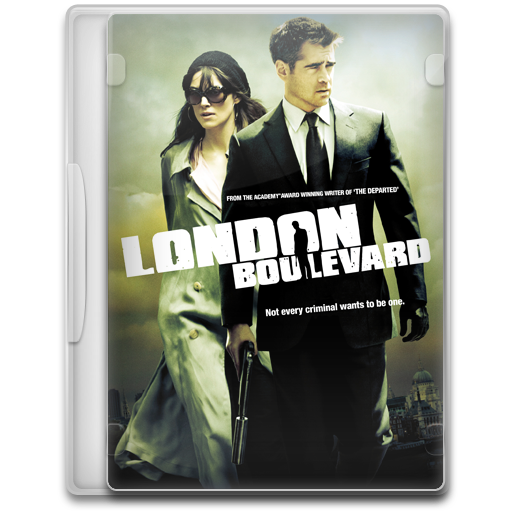 FROM THE ACADEMY® AWARD WINNING WRITER OF 'THE DEPARTED'
LONDON
BOULEVARD
Not every criminal wants to be one.